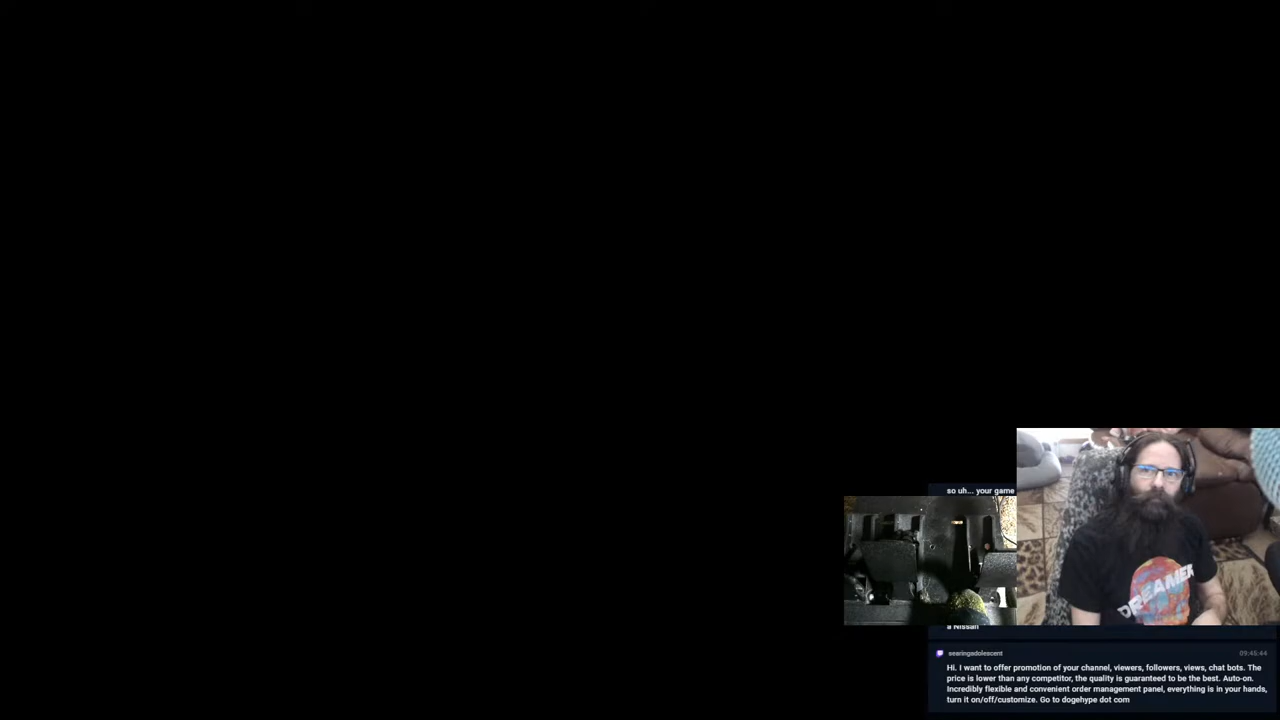 so uh... your game
DREAMER
a Nissan
searingadolescent
09:45:44
Hi. I want to offer promotion of your channel, viewers, followers, views, chat bots. The
price is lower than any competitor, the quality is guaranteed to be the best. Auto-on.
Incredibly flexible and convenient order management panel, everything is in your hands,
turn it on/off/customize. Go to dogehype dot com